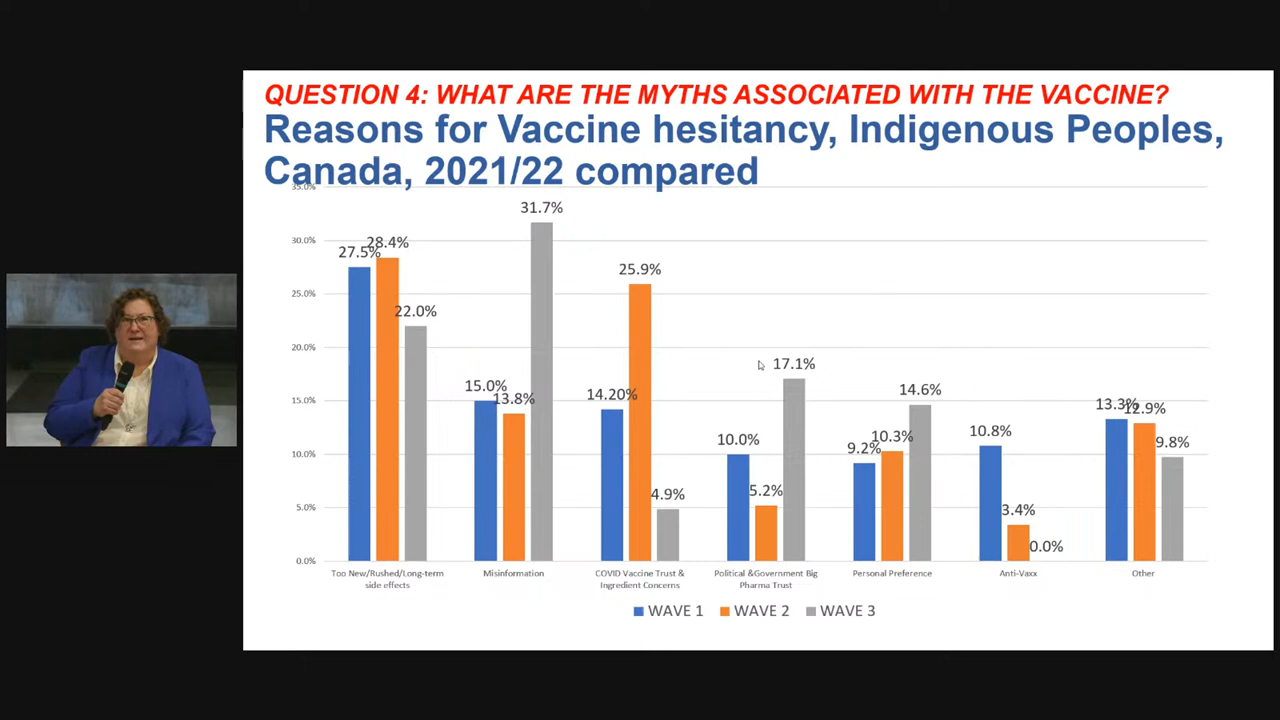 QUESTION 4: WHAT ARE THE MYTHS ASSOCIATED WITH THE VACCINE?
Reasons for Vaccine hesitancy, Indigenous Peoples,
Canada, 2021/22 compared
35.0%
30.0%
25.0%
20.0%
15.0%
10.0%
5.0%
0.0%
27.5%
28.4%
22.0%
15.0%
13.8%
31.7%
14.20%
25.9%
4.9%
10.0%
5.2%
17.1%
9.2%
10.3%
14.6%
10.8%
3.4%
0.0%
13.3%
12.9%
9.8%
Too New/Rushed/Long-term
side effects
Misinformation
COVID Vaccine Trust &
Ingredient Concerns
Political &Government Big
Pharma Trust
Personal Preference
Anti-Vaxx
Other
WAVE 1
WAVE 2
WAVE 3